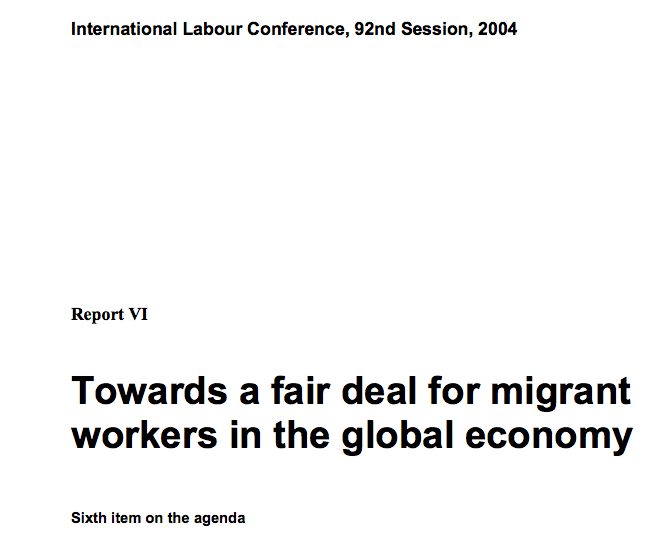 International Labour Conference, 92nd Session, 2004
Report VI
Towards a fair deal for migrant
workers in the global economy
Sixth item on the agenda